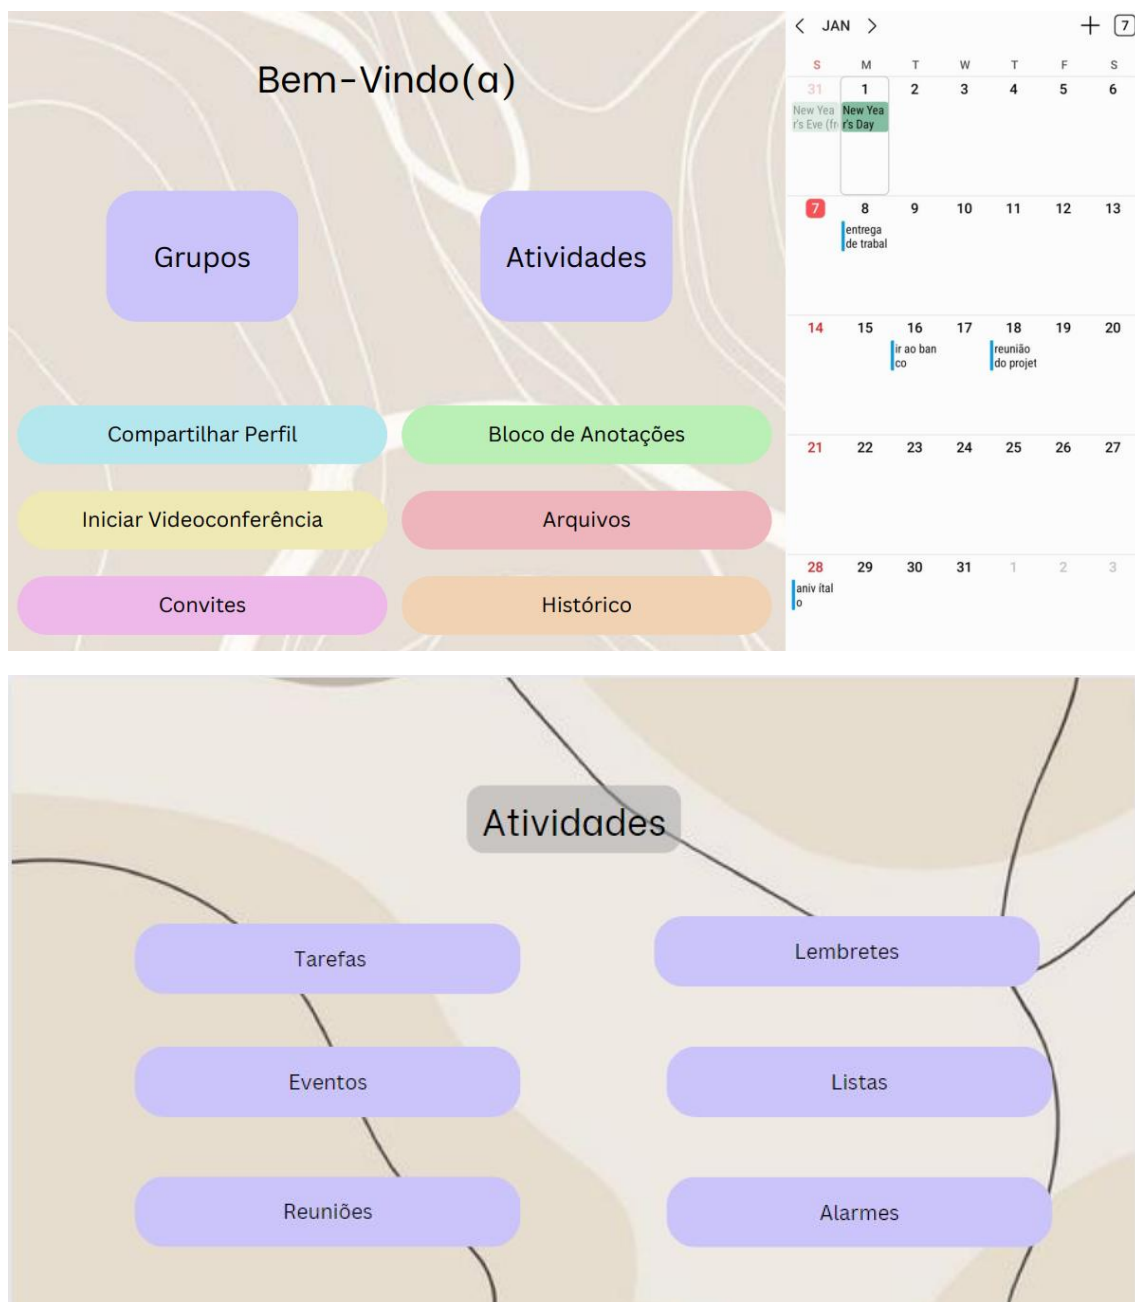 Bem-Vindo(a)
Grupos
Atividades
Compartilhar Perfil
Bloco de Anotações
Iniciar Videoconferência
Arquivos
Convites
Histórico
< JAN > + 7
S M T W T F S
31 1 2 3 4 5 6
New Yea New Yea
r's Eve (fr r's Day
7 8 9 10 11 12 13
entrega
de trabal
14 15 16 17 18 19 20
ir ao ban reunião
co do projet
21 22 23 24 25 26 27
28 29 30 31 1 2 3
aniv ítal
o
Atividades
Tarefas
Lembretes
Eventos
Listas
Reuniões
Alarmes